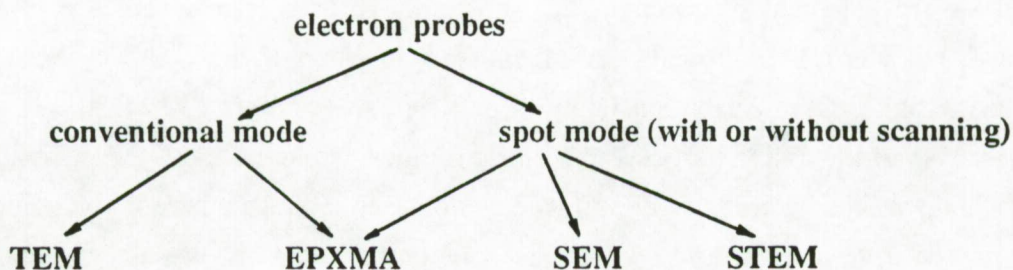 electron probes
conventional mode spot mode (with or without scanning)
TEM EPXMA SEM STEM